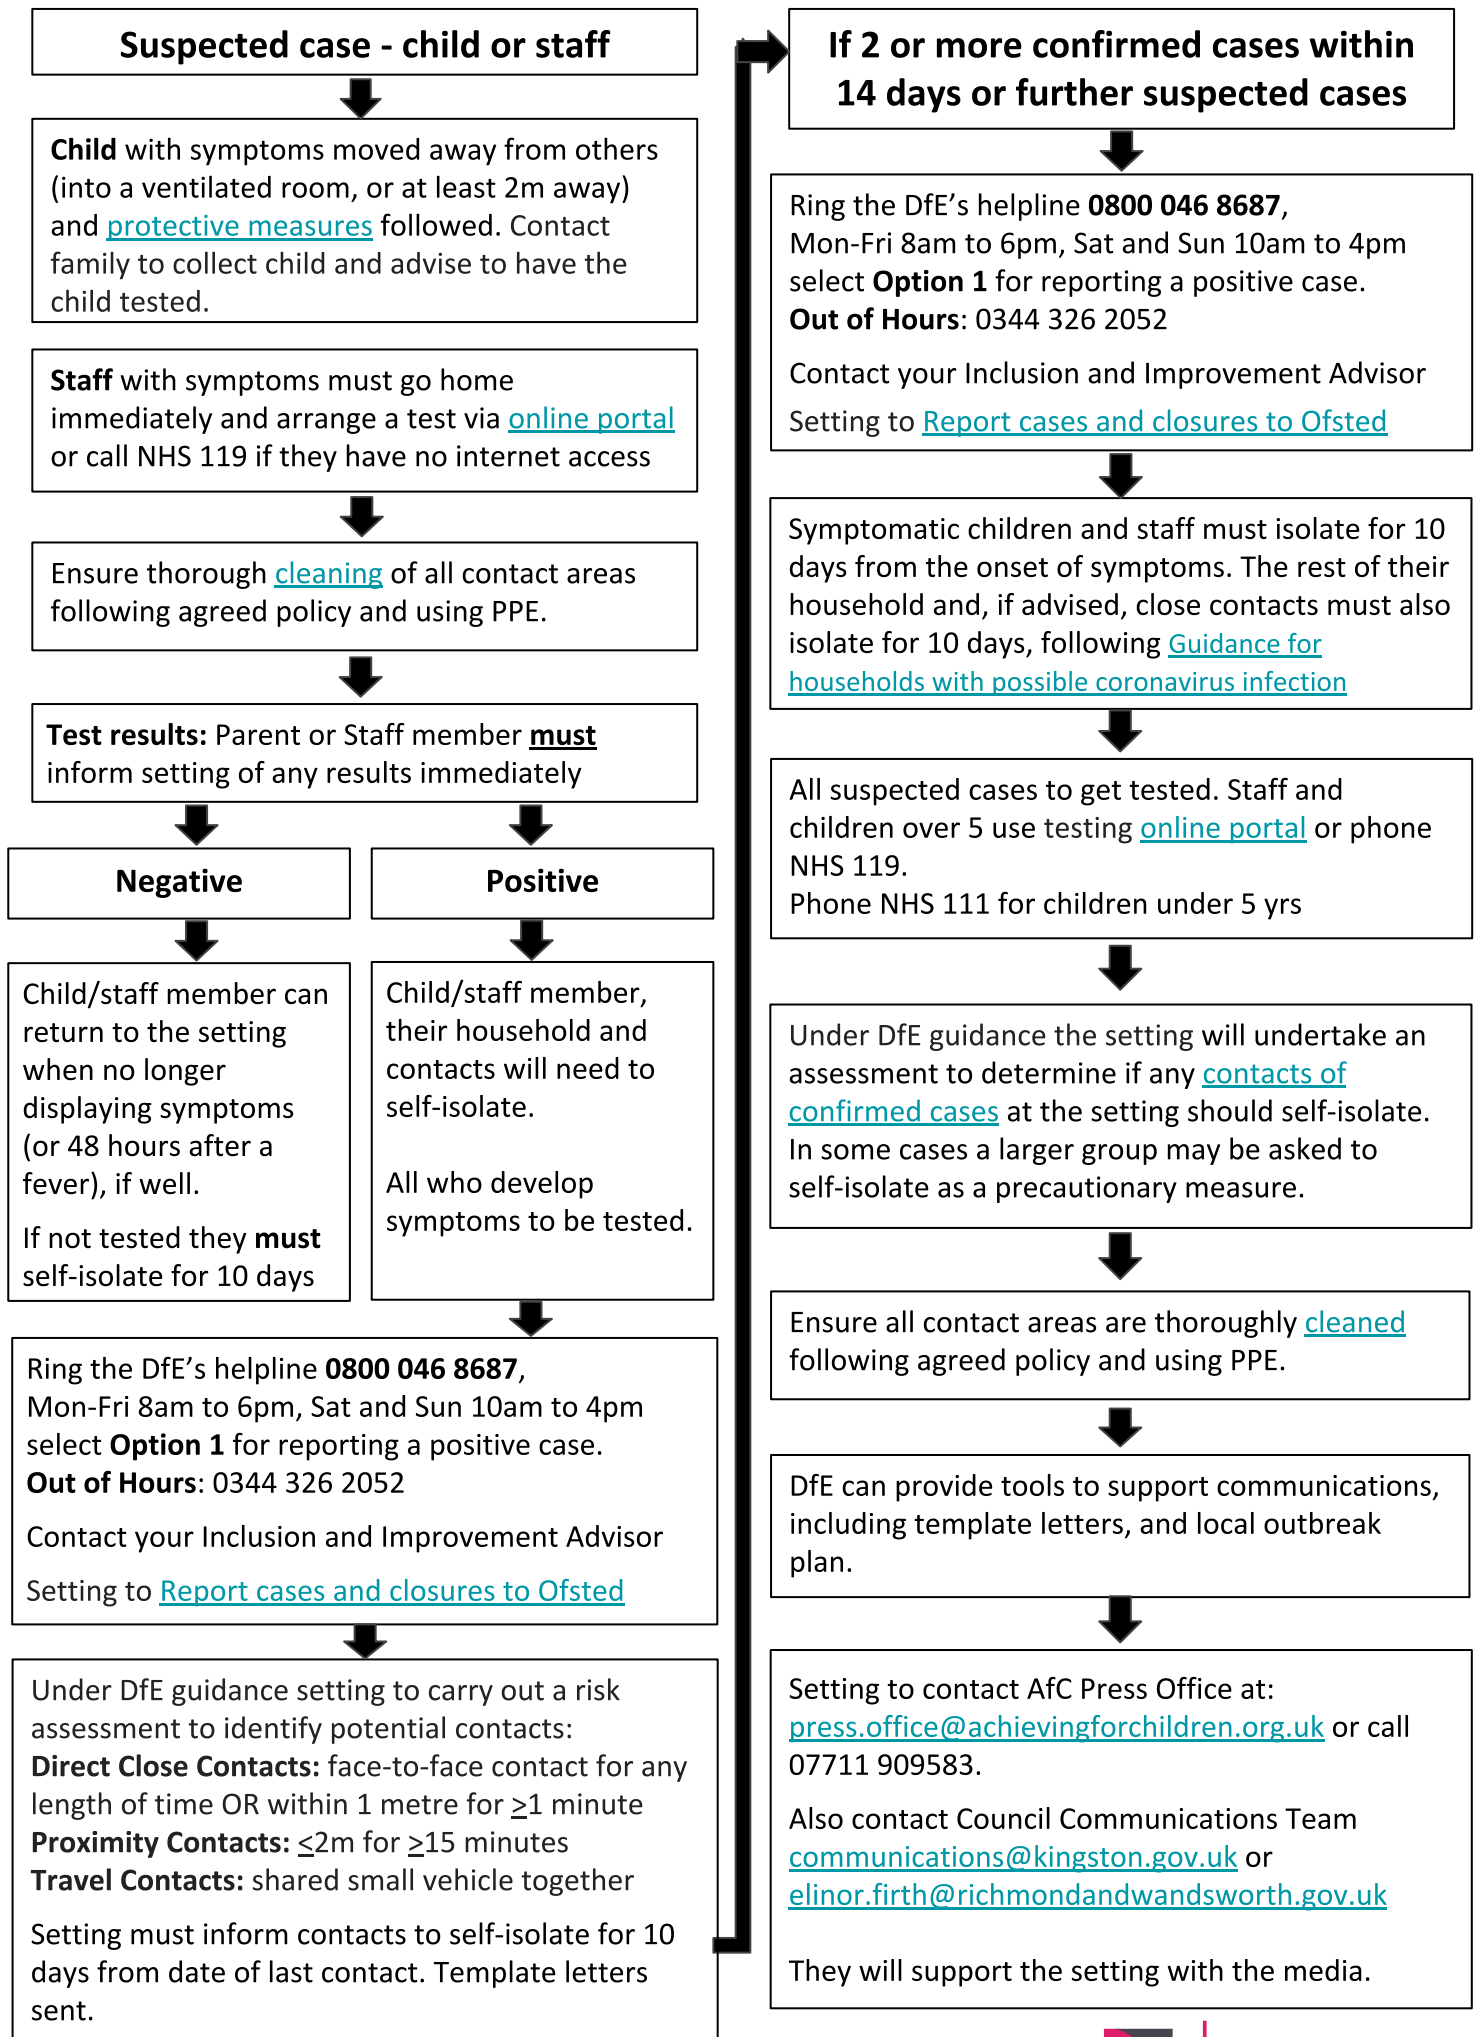 Suspected case - child or staff
Child with symptoms moved away from others
(into a ventilated room, or at least 2m away)
and protective measures followed. Contact
family to collect child and advise to have the
child tested.
Staff with symptoms must go home
immediately and arrange a test via online portal
or call NHS 119 if they have no internet access
Ensure thorough cleaning of all contact areas
following agreed policy and using PPE.
Test results: Parent or Staff member must
inform setting of any results immediately
Negative
Child/staff member can
return to the setting
when no longer
displaying symptoms
(or 48 hours after a
fever), if well.
If not tested they must
self-isolate for 10 days
Positive
Child/staff member,
their household and
contacts will need to
self-isolate.
All who develop
symptoms to be tested.
Ring the DfE's helpline 0800 046 8687,
Mon-Fri 8am to 6pm, Sat and Sun 10am to 4pm
select Option 1 for reporting a positive case.
Out of Hours: 0344 326 2052
Contact your Inclusion and Improvement Advisor
Setting to Report cases and closures to Ofsted
Under DfE guidance setting to carry out a risk
assessment to identify potential contacts:
Direct Close Contacts: face-to-face contact for any
length of time OR within 1 metre for ≥1 minute
Proximity Contacts: ≤2m for ≥15 minutes
Travel Contacts: shared small vehicle together
Setting must inform contacts to self-isolate for 10
days from date of last contact. Template letters
sent.
If 2 or more confirmed cases within
14 days or further suspected cases
Ring the DfE's helpline 0800 046 8687,
Mon-Fri 8am to 6pm, Sat and Sun 10am to 4pm
select Option 1 for reporting a positive case.
Out of Hours: 0344 326 2052
Contact your Inclusion and Improvement Advisor
Setting to Report cases and closures to Ofsted
Symptomatic children and staff must isolate for 10
days from the onset of symptoms. The rest of their
household and, if advised, close contacts must also
isolate for 10 days, following Guidance for
households with possible coronavirus infection
All suspected cases to get tested. Staff and
children over 5 use testing online portal or phone
NHS 119.
Phone NHS 111 for children under 5 yrs
Under DfE guidance the setting will undertake an
assessment to determine if any contacts of
confirmed cases at the setting should self-isolate.
In some cases a larger group may be asked to
self-isolate as a precautionary measure.
Ensure all contact areas are thoroughly cleaned
following agreed policy and using PPE.
DfE can provide tools to support communications,
including template letters, and local outbreak
plan.
Setting to contact AfC Press Office at:
press.office@achievingforchildren.org.uk or call
07711 909583.
Also contact Council Communications Team
communications@kingston.gov.uk or
elinor.firth@richmondandwandsworth.gov.uk
They will support the setting with the media.